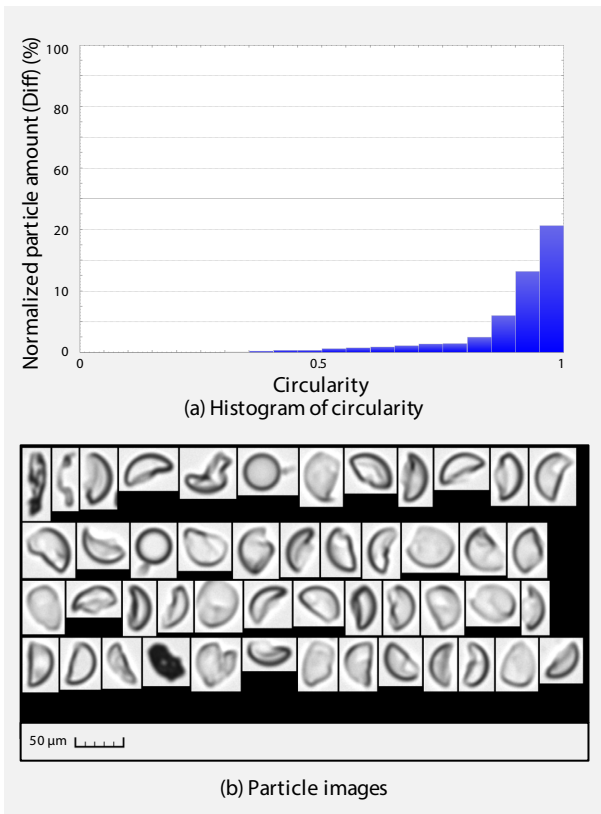 Normalized particle amount (Diff) (%)
100
80
60
20
10
0
0
0.5
1
Circularity
(a) Histogram of circularity
50 µm
(b) Particle images